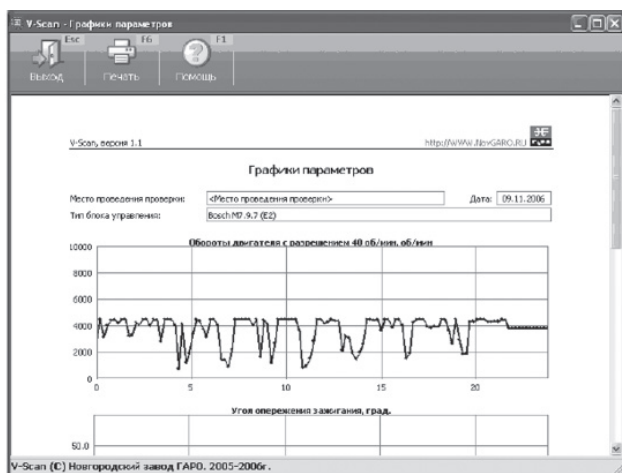 V-Scan - Графики параметров
Esc F6 F1
Выход Печать Помощь
V-Scan, версия 1.1 http://WWW.NovGARO.RU
Графики параметров
Место проведения проверки: <Место проведения проверки> Дата: 09.11.2006
Тип блока управления: Bosch M7.9.7 (E2)
Обороты двигателя с разрешением 40 об/мин, об/мин
10000
8000
6000
4000
2000
0
0 5 10 15 20
Угол опережения зажигания, град.
50.0
V-Scan (C) Новгородский завод ГАРО. 2005-2006г.